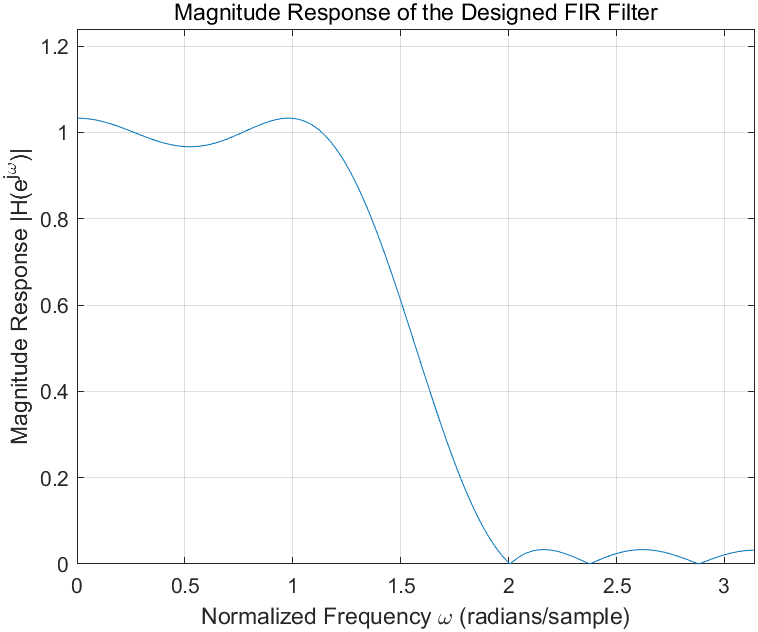 Magnitude Response of the Designed FIR Filter
Magnitude Response |H(e^{jω})|
1.2
1
0.8
0.6
0.4
0.2
0
0 0.5 1 1.5 2 2.5 3
Normalized Frequency ω (radians/sample)